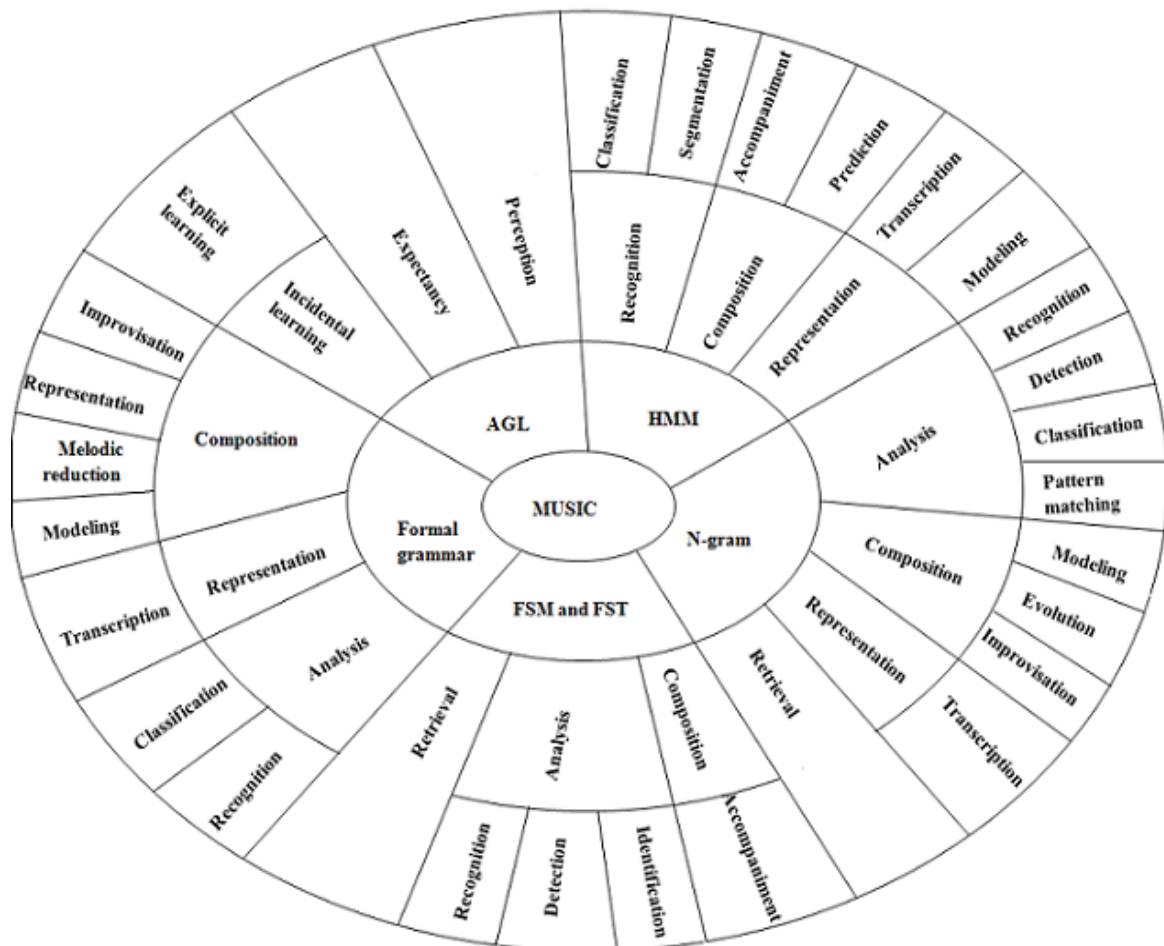 MUSIC
AGL
HMM
N-gram
FSM and FST
Formal
grammar
Perception
Expectancy
Incidental
learning
Explicit
learning
Recognition
Classification
Segmentation
Composition
Accompaniment
Prediction
Representation
Transcription
Modeling
Analysis
Recognition
Detection
Classification
Pattern
matching
Composition
Modeling
Evolution
Improvisation
Representation
Transcription
Retrieval
Composition
Accompaniment
Analysis
Identification
Detection
Recognition
Retrieval
Analysis
Recognition
Classification
Representation
Transcription
Composition
Modeling
Melodic
reduction
Representation
Improvisation